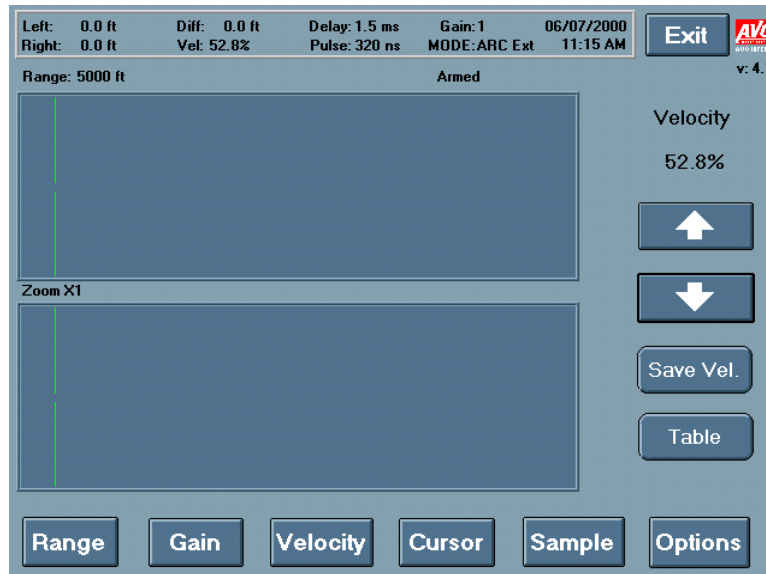 Left: 0.0 ft Diff: 0.0 ft Delay: 1.5 ms Gain: 1 06/07/2000
Right: 0.0 ft Vel: 52.8% Pulse: 320 ns MODE: ARC Ext 11:15 AM
Exit
Range: 5000 ft Armed
v: 4.
Velocity
52.8%
Zoom X1
Save Vel.
Table
Range Gain Velocity Cursor Sample Options